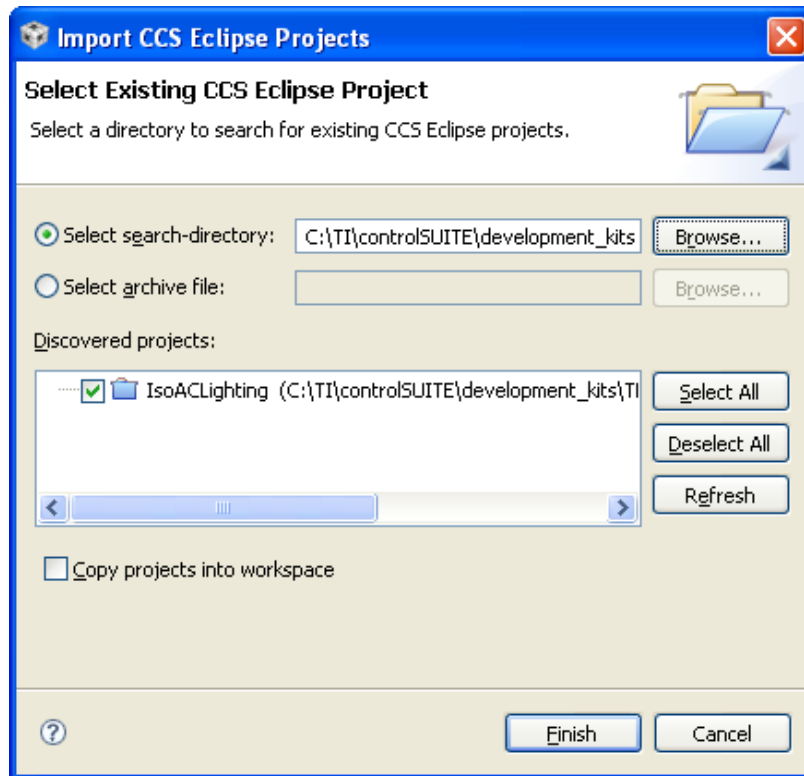 Import CCS Eclipse Projects
Select Existing CCS Eclipse Project
Select a directory to search for existing CCS Eclipse projects.
Select search-directory: C:\TI\controlSUITE\development_kits Browse...
Select archive file: Browse...
Discovered projects:
IsoACLighting (C:\TI\controlSUITE\development_kits\TI
Select All
Deselect All
Refresh
Copy projects into workspace
? Finish Cancel